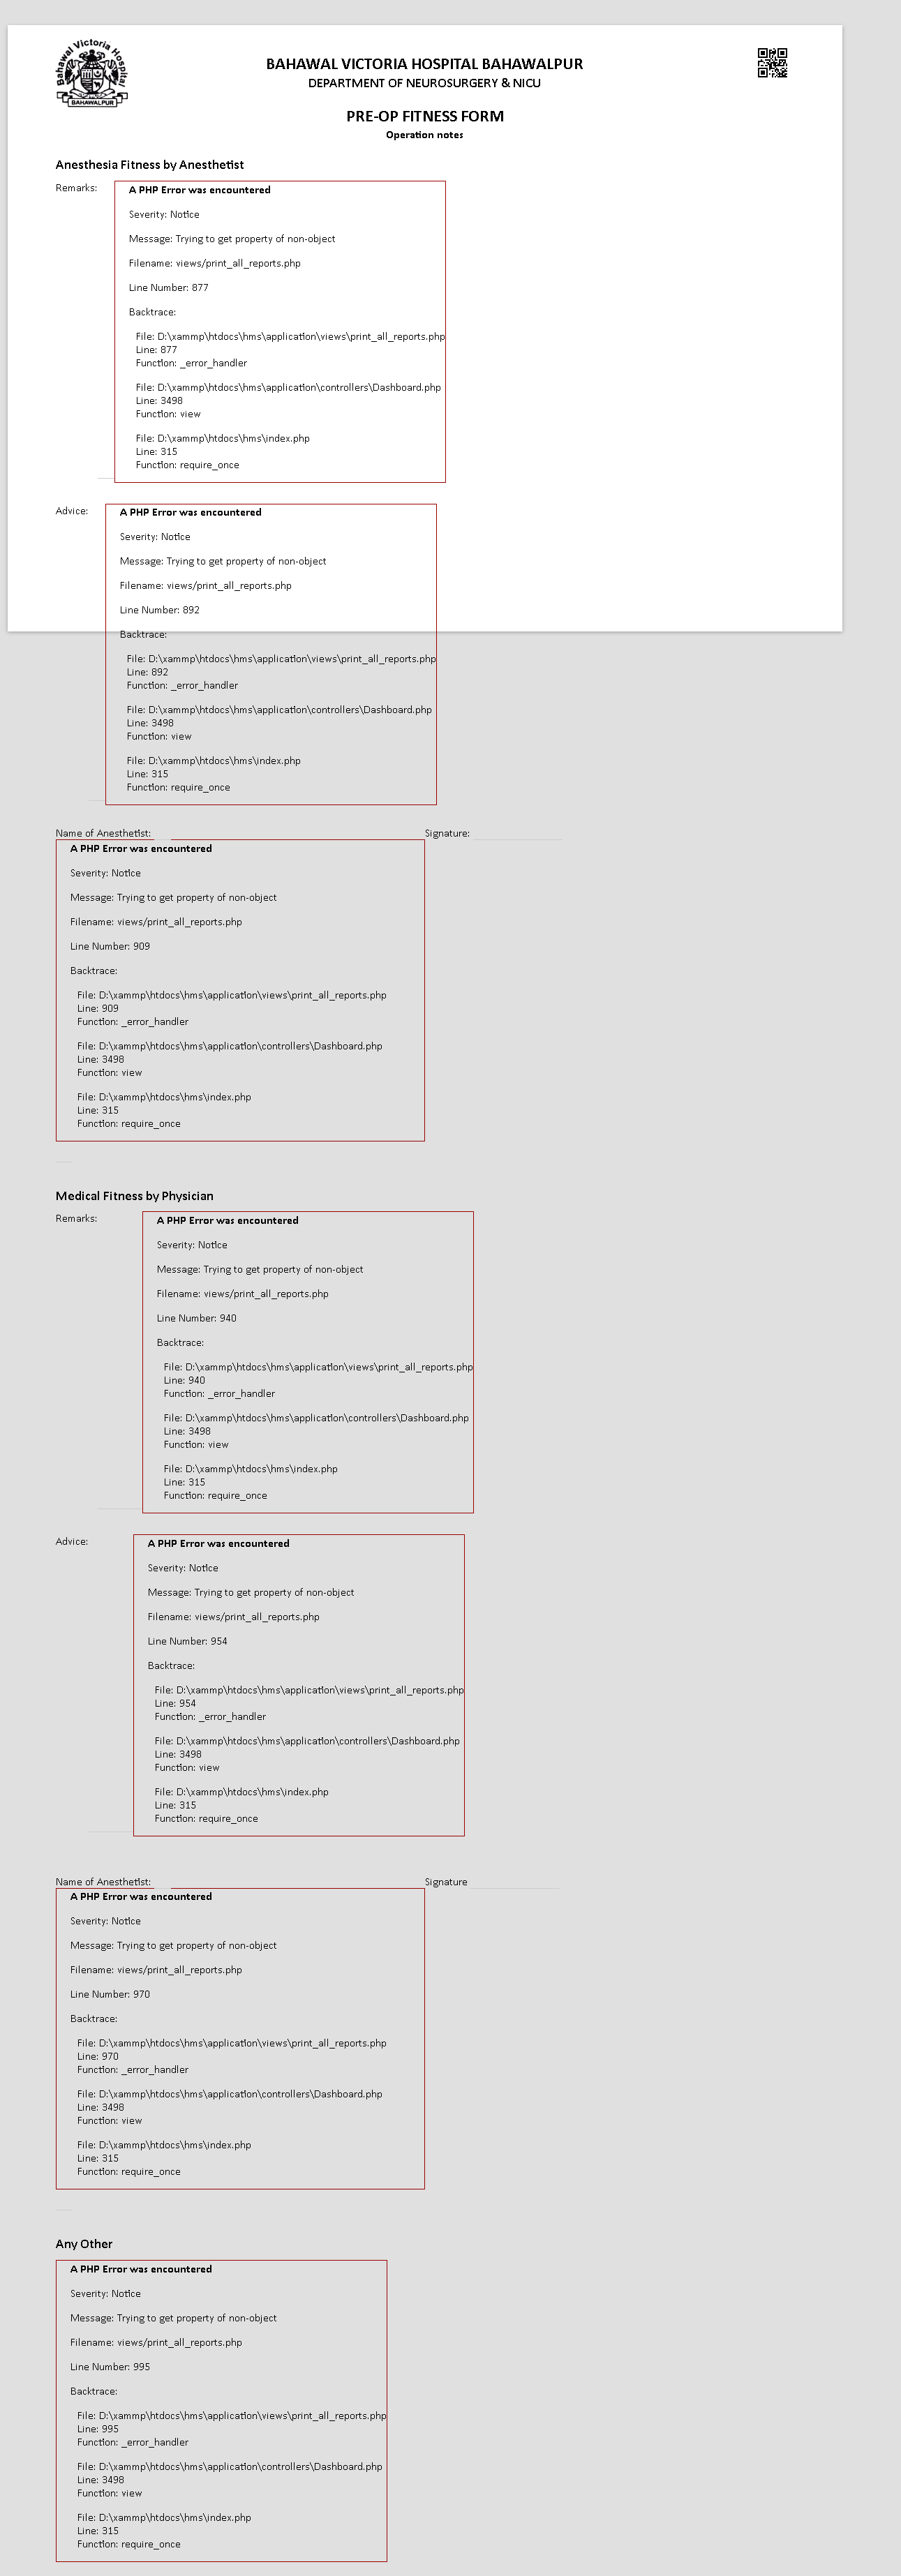 Bahawal Victoria Hospital
BAHAWALPUR
BAHAWAL VICTORIA HOSPITAL BAHAWALPUR
DEPARTMENT OF NEUROSURGERY & NICU
PRE-OP FITNESS FORM
Operation notes
Anesthesia Fitness by Anesthetist
Remarks:
A PHP Error was encountered
Severity: Notice
Message: Trying to get property of non-object
Filename: views/print_all_reports.php
Line Number: 877
Backtrace:
File: D:\xammp\htdocs\hms\application\views\print_all_reports.php
Line: 877
Function: _error_handler
File: D:\xammp\htdocs\hms\application\controllers\Dashboard.php
Line: 3498
Function: view
File: D:\xammp\htdocs\hms\index.php
Line: 315
Function: require_once
Advice:
A PHP Error was encountered
Severity: Notice
Message: Trying to get property of non-object
Filename: views/print_all_reports.php
Line Number: 892
Backtrace:
File: D:\xammp\htdocs\hms\application\views\print_all_reports.php
Line: 892
Function: _error_handler
File: D:\xammp\htdocs\hms\application\controllers\Dashboard.php
Line: 3498
Function: view
File: D:\xammp\htdocs\hms\index.php
Line: 315
Function: require_once
Name of Anesthetist: Signature:
A PHP Error was encountered
Severity: Notice
Message: Trying to get property of non-object
Filename: views/print_all_reports.php
Line Number: 909
Backtrace:
File: D:\xammp\htdocs\hms\application\views\print_all_reports.php
Line: 909
Function: _error_handler
File: D:\xammp\htdocs\hms\application\controllers\Dashboard.php
Line: 3498
Function: view
File: D:\xammp\htdocs\hms\index.php
Line: 315
Function: require_once
Medical Fitness by Physician
Remarks:
A PHP Error was encountered
Severity: Notice
Message: Trying to get property of non-object
Filename: views/print_all_reports.php
Line Number: 940
Backtrace:
File: D:\xammp\htdocs\hms\application\views\print_all_reports.php
Line: 940
Function: _error_handler
File: D:\xammp\htdocs\hms\application\controllers\Dashboard.php
Line: 3498
Function: view
File: D:\xammp\htdocs\hms\index.php
Line: 315
Function: require_once
Advice:
A PHP Error was encountered
Severity: Notice
Message: Trying to get property of non-object
Filename: views/print_all_reports.php
Line Number: 954
Backtrace:
File: D:\xammp\htdocs\hms\application\views\print_all_reports.php
Line: 954
Function: _error_handler
File: D:\xammp\htdocs\hms\application\controllers\Dashboard.php
Line: 3498
Function: view
File: D:\xammp\htdocs\hms\index.php
Line: 315
Function: require_once
Name of Anesthetist: Signature
A PHP Error was encountered
Severity: Notice
Message: Trying to get property of non-object
Filename: views/print_all_reports.php
Line Number: 970
Backtrace:
File: D:\xammp\htdocs\hms\application\views\print_all_reports.php
Line: 970
Function: _error_handler
File: D:\xammp\htdocs\hms\application\controllers\Dashboard.php
Line: 3498
Function: view
File: D:\xammp\htdocs\hms\index.php
Line: 315
Function: require_once
Any Other
A PHP Error was encountered
Severity: Notice
Message: Trying to get property of non-object
Filename: views/print_all_reports.php
Line Number: 995
Backtrace:
File: D:\xammp\htdocs\hms\application\views\print_all_reports.php
Line: 995
Function: _error_handler
File: D:\xammp\htdocs\hms\application\controllers\Dashboard.php
Line: 3498
Function: view
File: D:\xammp\htdocs\hms\index.php
Line: 315
Function: require_once